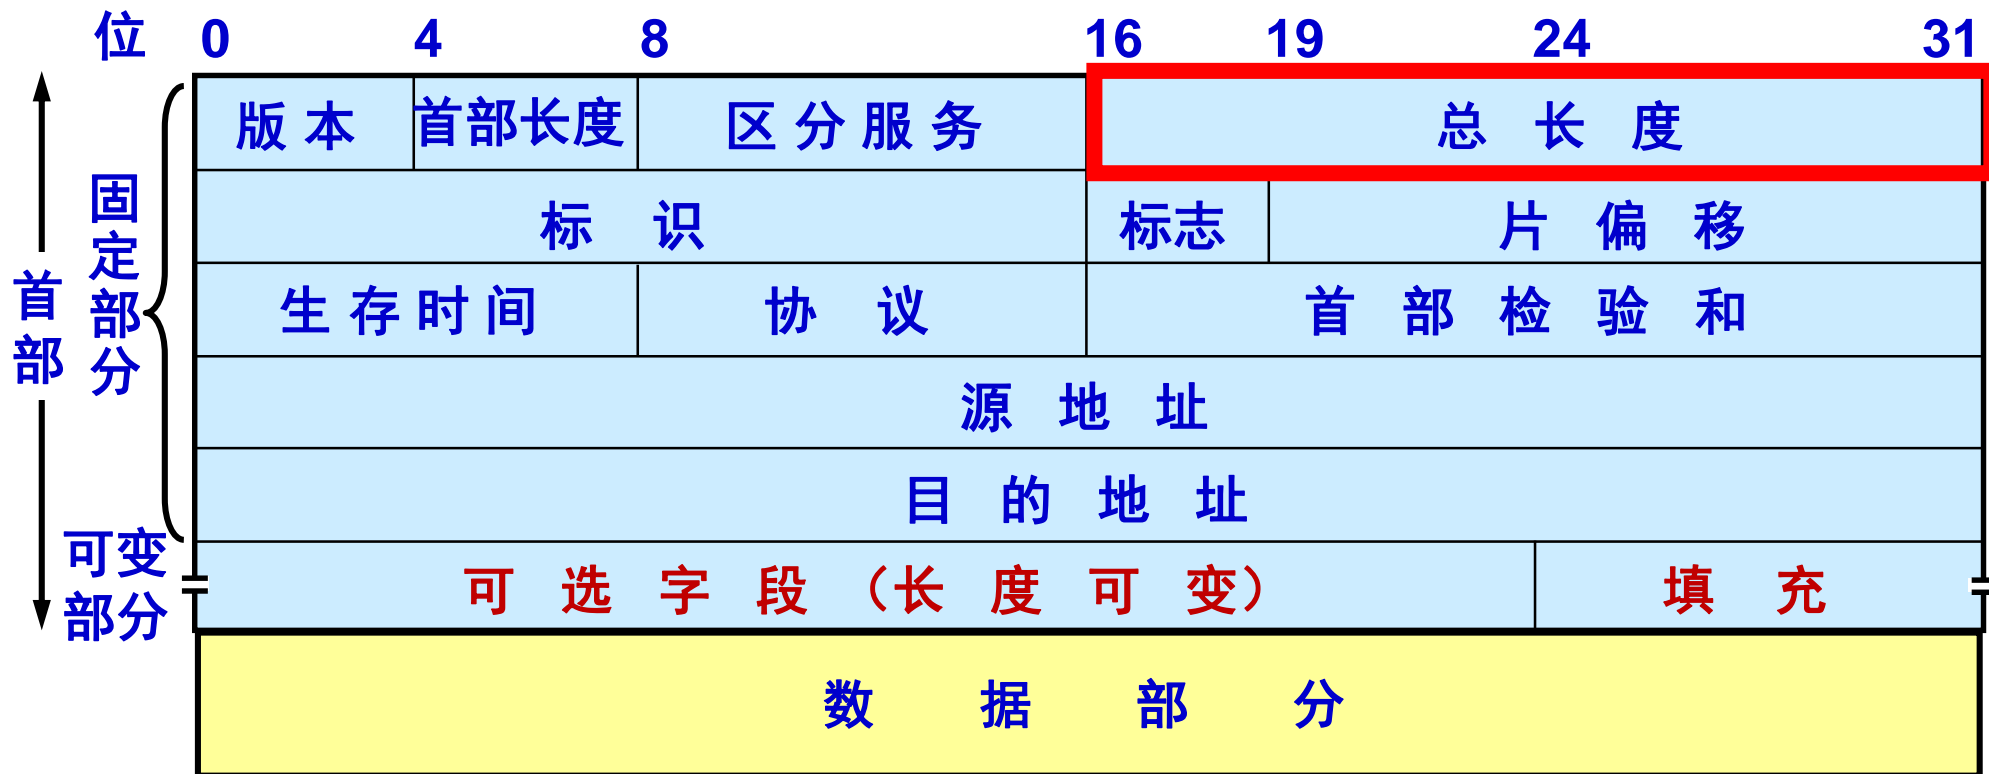 位 0 4 8 16 19 24 31
版本 首部长度 区分服务 总长度
标识 标志 片偏移
生存时间 协议 首部检验和
源地址
目的地址
可选字段（长度可变） 填充
数据部分
首部
固定部分
可变
部分